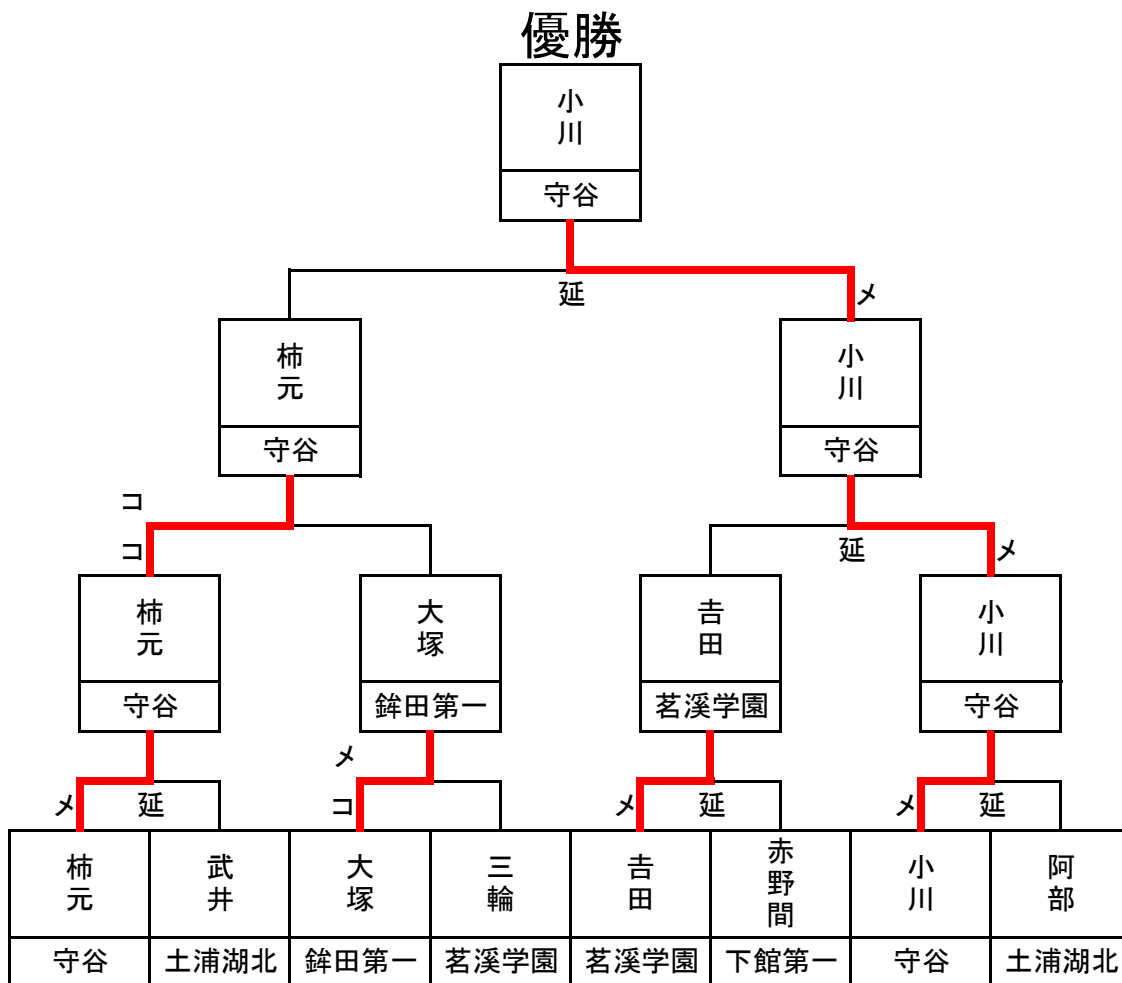 優勝
小川
守谷
延 メ
柿元 小川
守谷 守谷
コ
コ 延 メ
柿元 大塚 𠮷田 小川
守谷 鉾田第一 茗溪学園 守谷
メ
メ 延 コ メ 延 メ 延
柿元 武井 大塚 三輪 𠮷田 赤野間 小川 阿部
守谷 土浦湖北 鉾田第一 茗溪学園 茗溪学園 下館第一 守谷 土浦湖北